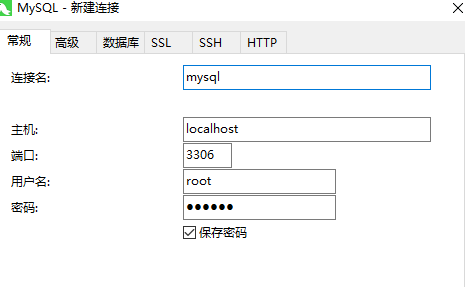 MySQL - 新建连接
常规 高级 数据库 SSL SSH HTTP
连接名: mysql
主机: localhost
端口: 3306
用户名: root
密码: ●●●●●●
保存密码